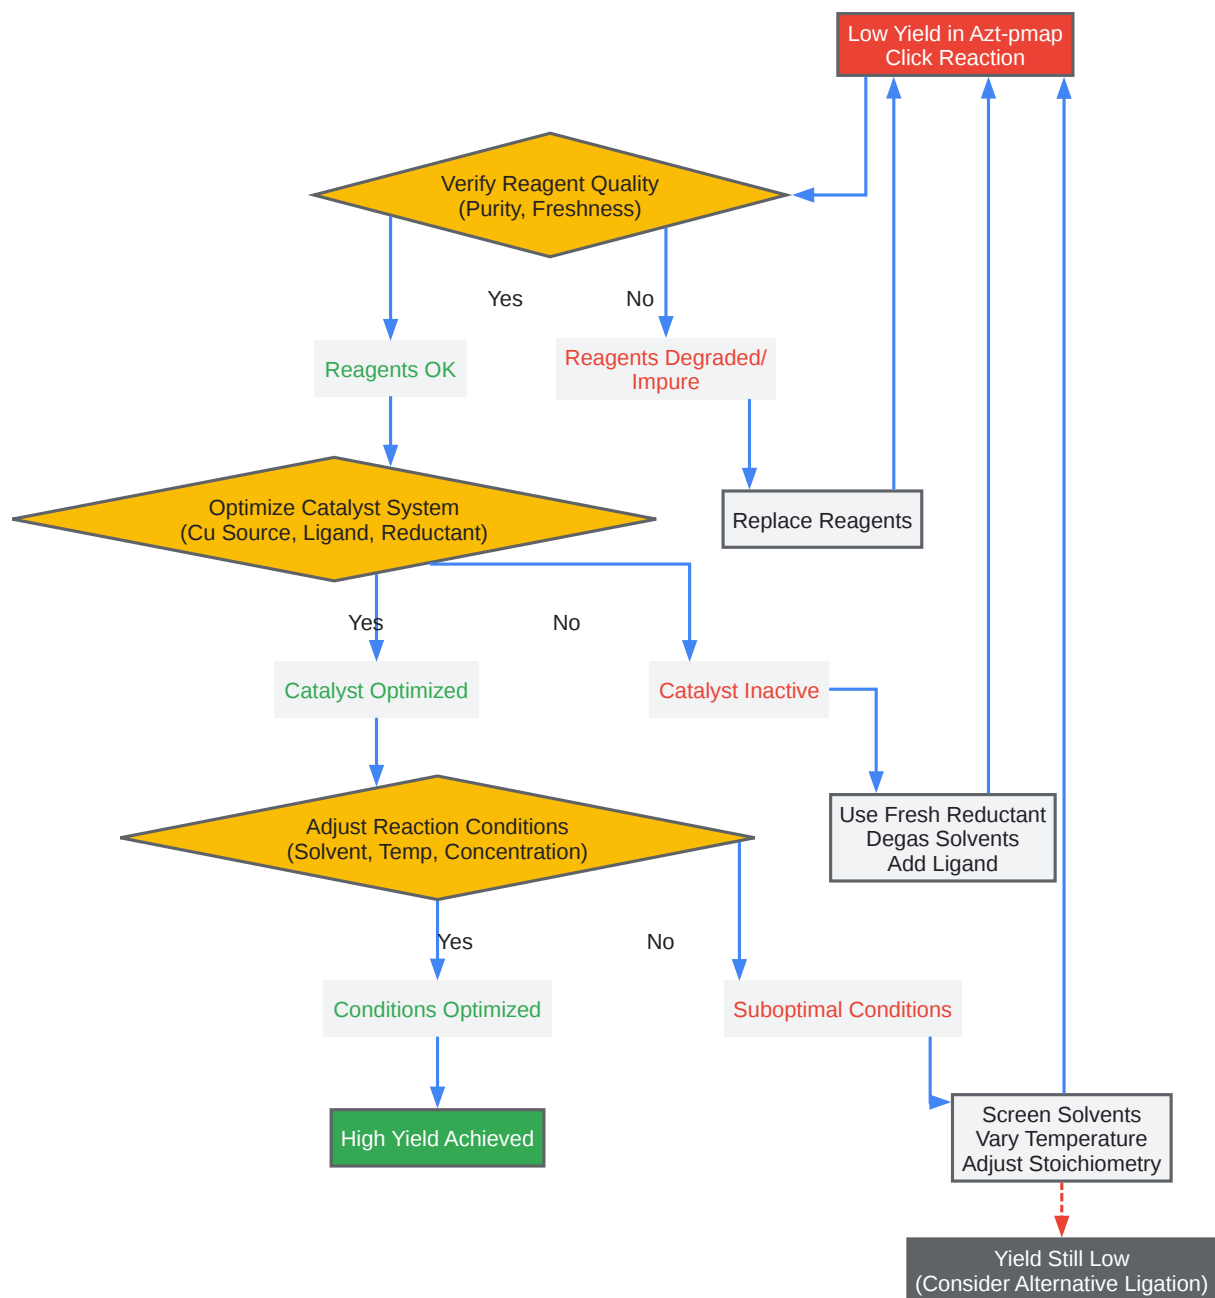 Low Yield in Azt-pmap
Click Reaction
Verify Reagent Quality
(Purity, Freshness)
Yes
No
Reagents OK
Reagents Degraded/
Impure
Optimize Catalyst System
(Cu Source, Ligand, Reductant)
Replace Reagents
Yes
No
Catalyst Optimized
Catalyst Inactive
Adjust Reaction Conditions
(Solvent, Temp, Concentration)
Use Fresh Reductant
Degas Solvents
Add Ligand
Yes
No
Conditions Optimized
Suboptimal Conditions
High Yield Achieved
Screen Solvents
Vary Temperature
Adjust Stoichiometry
Yield Still Low
(Consider Alternative Ligation)